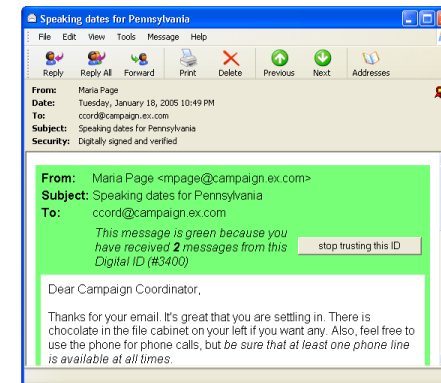 Speaking dates for Pennsylvania
File Edit View Tools Message Help
Reply Reply All Forward Print Delete Previous Next Addresses
From: Maria Page
Date: Tuesday, January 18, 2005 10:49 PM
To: ccord@campaign.ex.com
Subject: Speaking dates for Pennsylvania
Security: Digitally signed and verified
From: Maria Page <mpage@campaign.ex.com>
Subject: Speaking dates for Pennsylvania
To: ccord@campaign.ex.com
This message is green because you
have received 2 messages from this
Digital ID (#3400)
stop trusting this ID
Dear Campaign Coordinator,
Thanks for your email. It's great that you are settling in. There is
chocolate in the file cabinet on your left if you want any. Also, feel free to
use the phone for phone calls, but be sure that at least one phone line
is available at all times.